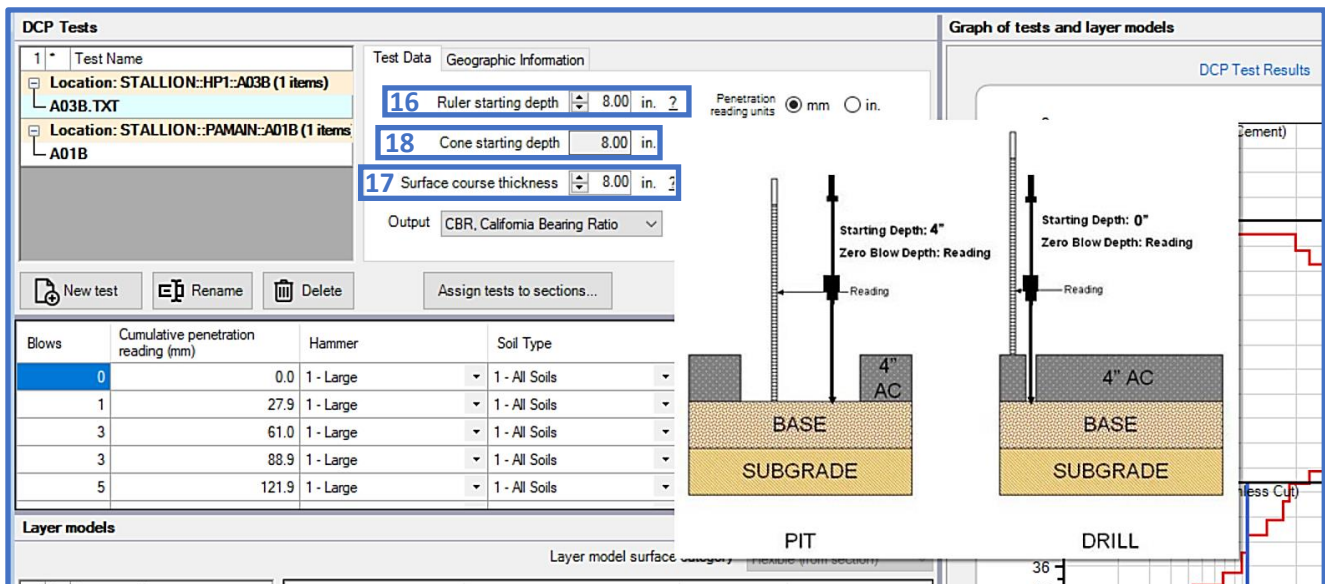 DCP Tests
Graph of tests and layer models
1 * Test Name
Location: STALLION::HP1::A03B (1 items)
A03B.TXT
Location: STALLION::PAMAIN::A01B (1 items
A01B
Test Data Geographic Information
16 Ruler starting depth 8.00 in. ?
Penetration
reading units mm in.
18 Cone starting depth 8.00 in.
17 Surface course thickness 8.00 in. ?
Output CBR, California Bearing Ratio
New test Rename Delete Assign tests to sections...
DCP Test Results
Cement)
Blows Cumulative penetration reading (mm) Hammer Soil Type
0 0.0 1 - Large 1 - All Soils
1 27.9 1 - Large 1 - All Soils
3 61.0 1 - Large 1 - All Soils
3 88.9 1 - Large 1 - All Soils
5 121.9 1 - Large 1 - All Soils
Starting Depth: 4"
Zero Blow Depth: Reading
Reading
4"
AC
BASE
SUBGRADE
PIT
Starting Depth: 0"
Zero Blow Depth: Reading
Reading
4" AC
BASE
SUBGRADE
DRILL
Layer models
Layer model surface
36